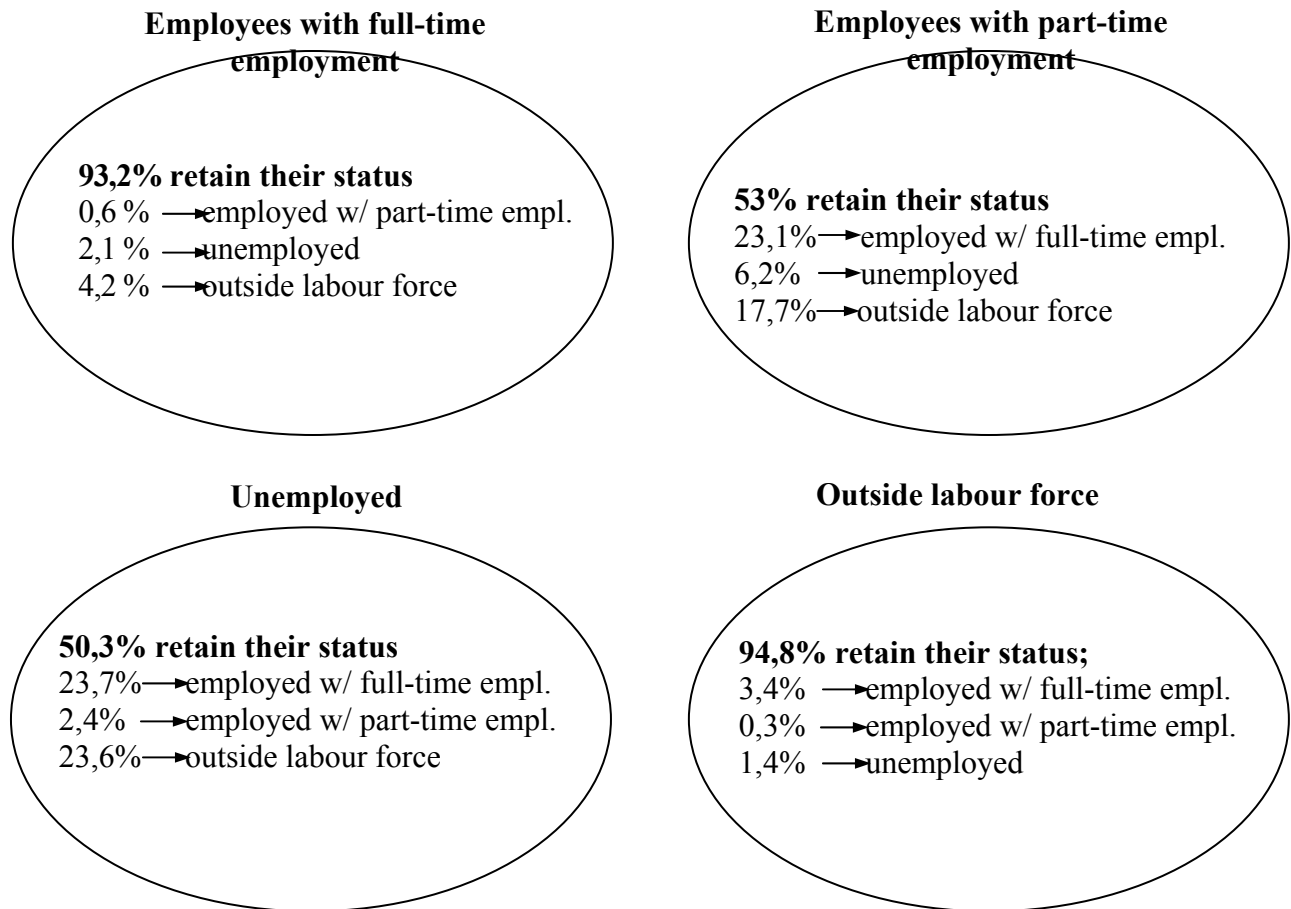 Employees with full-time
employment
93,2% retain their status
0,6 % employed w/ part-time empl.
2,1 % unemployed
4,2 % outside labour force
Employees with part-time
employment
53% retain their status
23,1% employed w/ full-time empl.
6,2% unemployed
17,7% outside labour force
Unemployed
50,3% retain their status
23,7% employed w/ full-time empl.
2,4% employed w/ part-time empl.
23,6% outside labour force
Outside labour force
94,8% retain their status;
3,4% employed w/ full-time empl.
0,3% employed w/ part-time empl.
1,4% unemployed